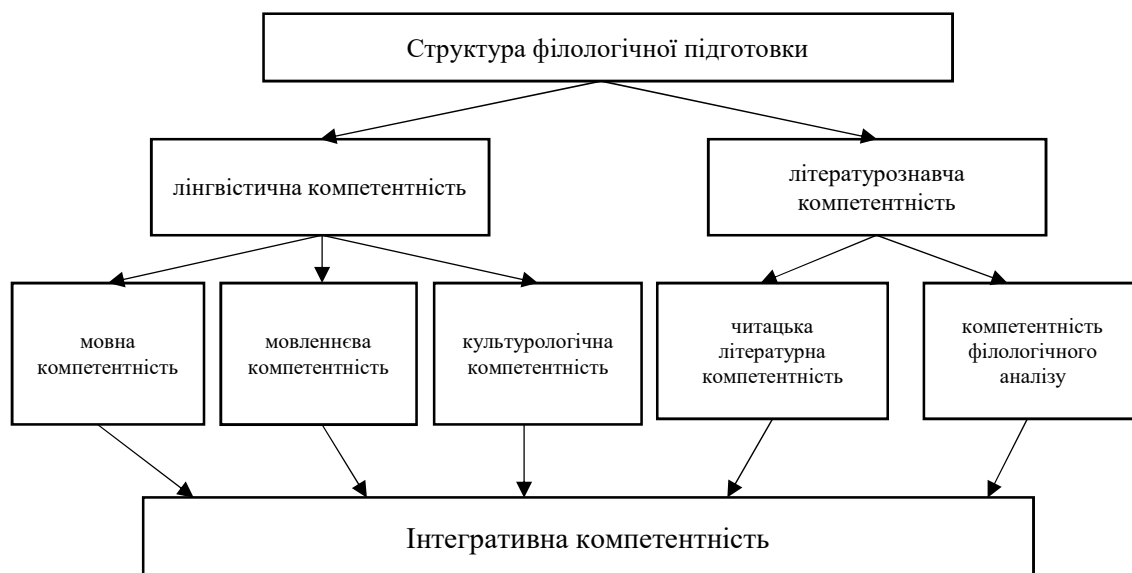 Структура філологічної підготовки
лінгвістична компетентність
літературознавча
компетентність
мовна
компетентність
мовленнєва
компетентність
культурологічна
компетентність
читацька
літературна
компетентність
компетентність
філологічного
аналізу
Інтегративна компетентність